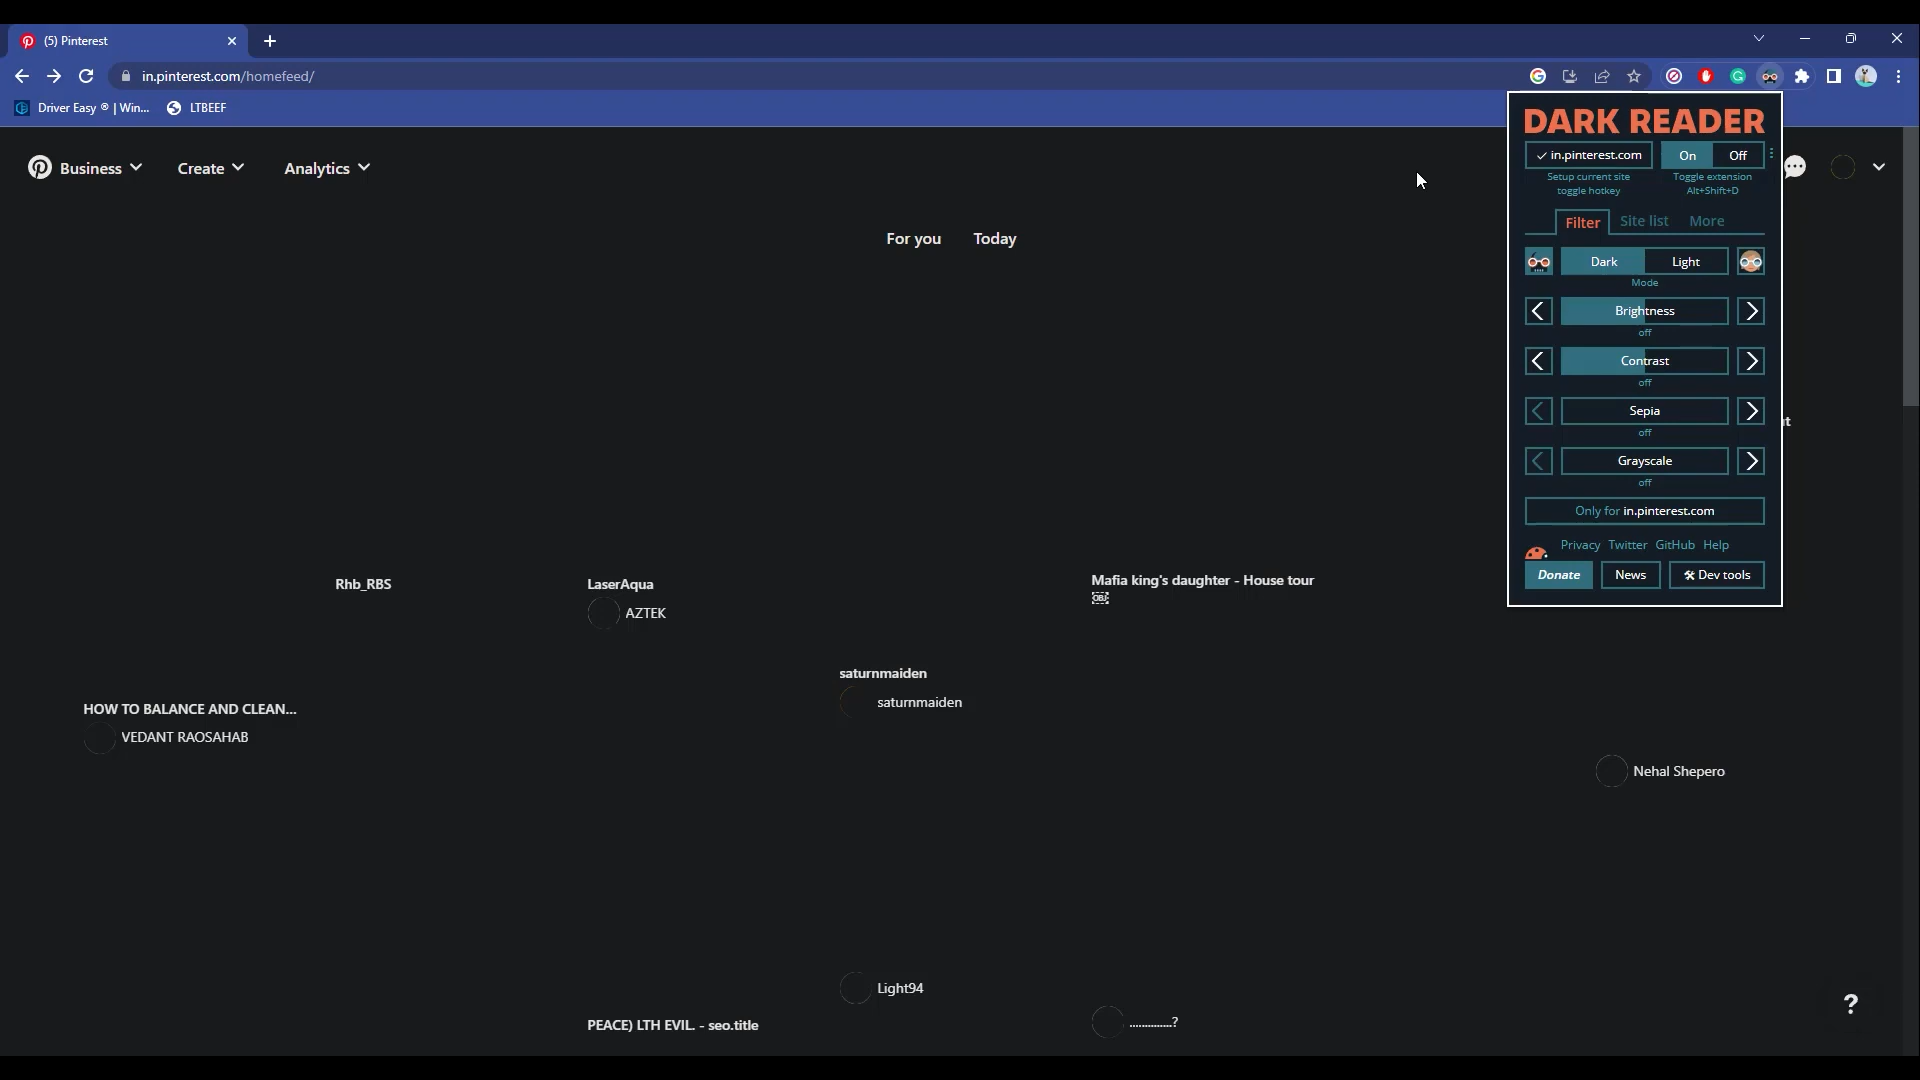 (5) Pinterest
in.pinterest.com/homefeed/
Driver Easy ® | Win... LTBEEF
Business Create Analytics
For you Today
DARK READER
in.pinterest.com On Off
Setup current site
toggle hotkey
Toggle extension
Alt+Shift+D
Filter Site list More
Dark Light
Mode
Brightness
off
Contrast
off
Sepia
off
Grayscale
off
Only for in.pinterest.com
Privacy Twitter GitHub Help
Donate News Dev tools
Rhb_RBS
LaserAqua
AZTEK
Mafia king's daughter - House tour
OBJ
saturnmaiden
saturnmaiden
HOW TO BALANCE AND CLEAN...
VEDANT RAOSAHAB
Nehal Shepero
Light94
PEACE) LTH EVIL. - seo.title
..............?
?